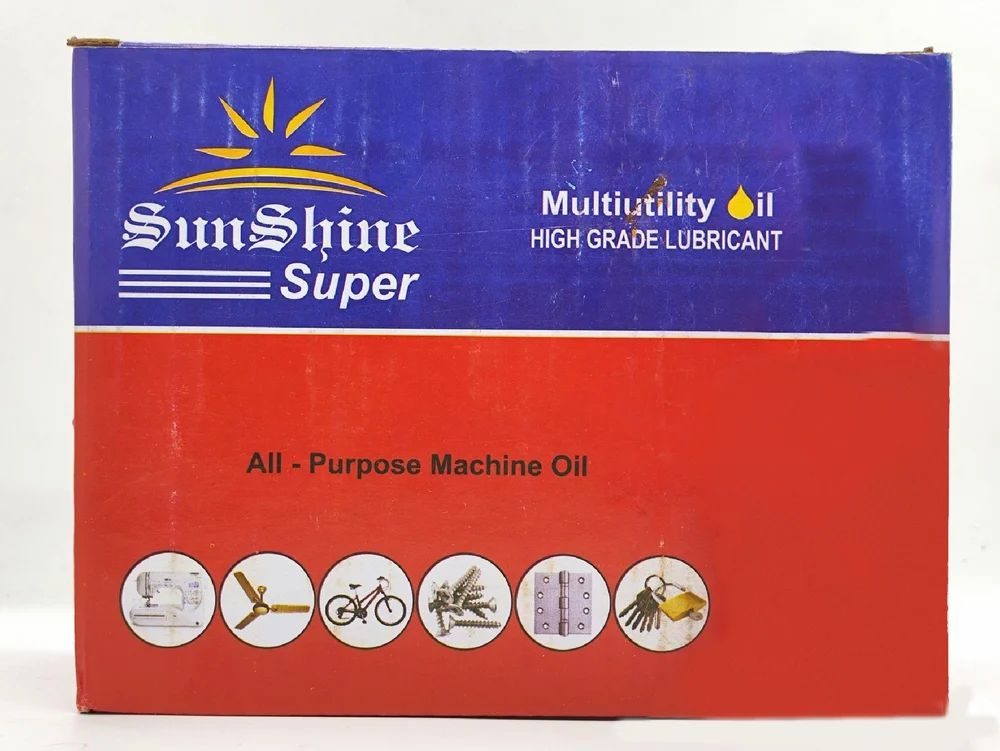 SunShine
Super
Multiutility Oil
HIGH GRADE LUBRICANT
All - Purpose Machine Oil